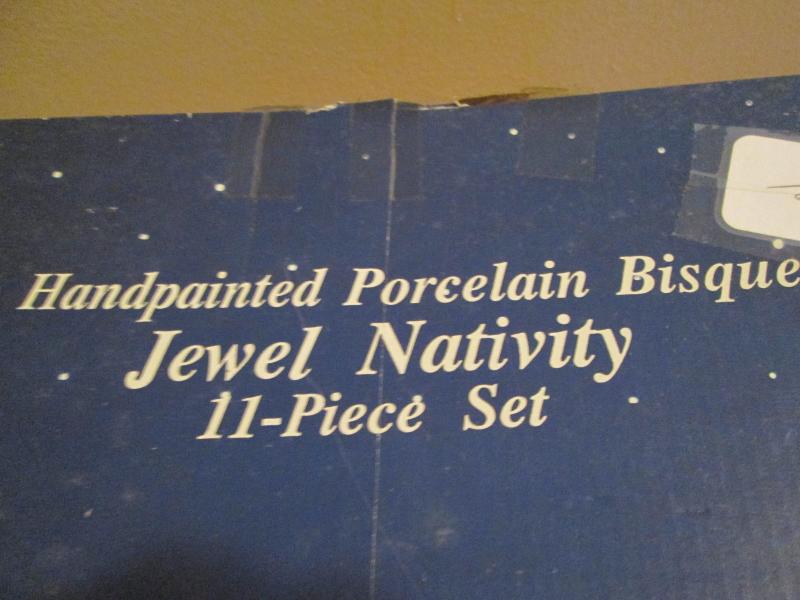 Handpainted Porcelain Bisque
Jewel Nativity
11-Piece Set